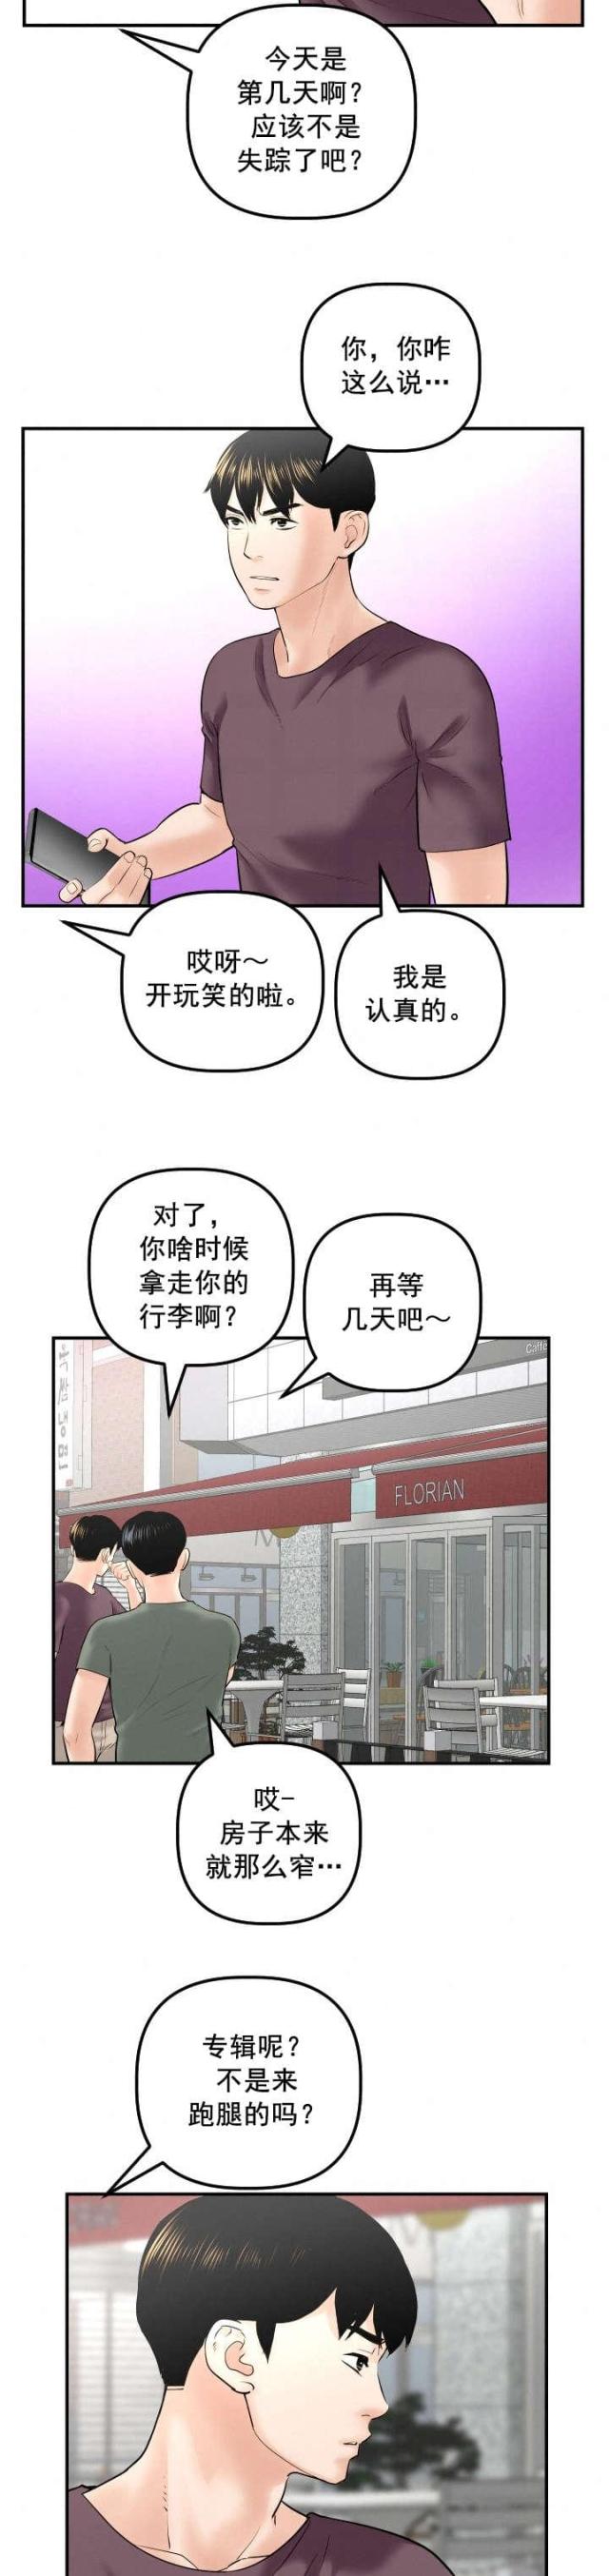 今天是
第几天啊？
应该不是
失踪了吧？
你，你咋
这么说…
哎呀～
开玩笑的啦。
我是
认真的。
对了，
你啥时候
拿走你的
行李啊？
再等
几天吧～
Caffe
FLORIAN
哎-
房子本来
就那么窄…
专辑呢？
不是来
跑腿的吗？